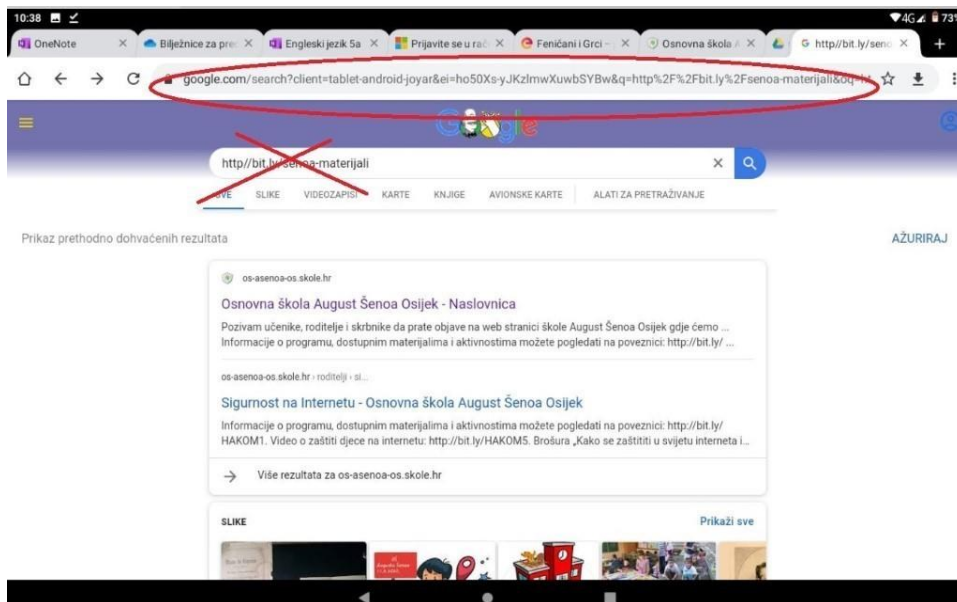 10:38
4G 73%
OneNote
Bilježnice za pre
Engleski jezik 5a
Prijavite se u rač
Feničani i Grci –
Osnovna škola A
http//bit.ly/seno
google.com/search?client=tablet-android-joyar&ei=ho50Xs-yJKzlmwXuwbSYBw&q=http%2F%2Fbit.ly%2Fsenoa-materijali&oq=ht
Google
http//bit.ly/senoa-materijali
SVE SLIKE VIDEOZAPISI KARTE KNJIGE AVIONSKE KARTE ALATI ZA PRETRAŽIVANJE
Prikaz prethodno dohvaćenih rezultata
AŽURIRAJ
os-asenoa-os.skole.hr
Osnovna škola August Šenoa Osijek - Naslovnica
Pozivam učenike, roditelje i skrbnike da prate objave na web stranici škole August Šenoa Osijek gdje ćemo ...
Informacije o programu, dostupnim materijalima i aktivnostima možete pogledati na poveznici: http://bit.ly/ ...
os-asenoa-os.skole.hr › roditelji › si...
Sigurnost na Internetu - Osnovna škola August Šenoa Osijek
Informacije o programu, dostupnim materijalima i aktivnostima možete pogledati na poveznici: http://bit.ly/
HAKOM1. Video o zaštiti djece na internetu: http://bit.ly/HAKOM5. Brošura „Kako se zaštititi u svijetu interneta i...
Više rezultata za os-asenoa-os.skole.hr
SLIKE
Prikaži sve